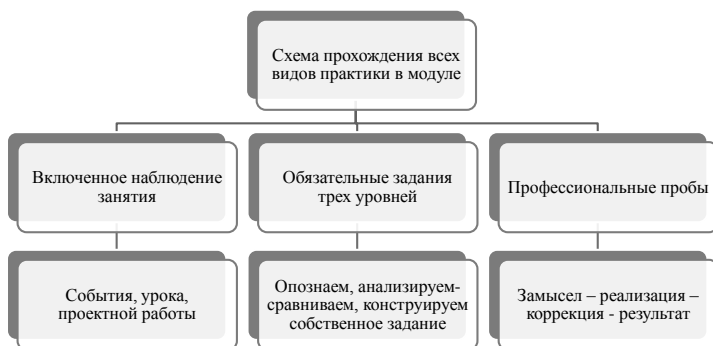 Схема прохождения всех
видов практики в модуле
Включенное наблюдение
занятия
Обязательные задания
трех уровней
Профессиональные пробы
События, урока,
проектной работы
Опознаем, анализируем-
сравниваем, конструируем
собственное задание
Замысел – реализация –
коррекция - результат